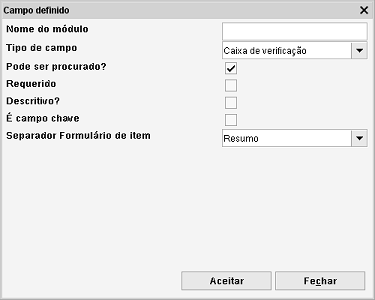 Campo definido
Nome do módulo
Tipo de campo Caixa de verificação
Pode ser procurado?
Requerido
Descritivo?
É campo chave
Separador Formulário de item Resumo
Aceitar Fechar